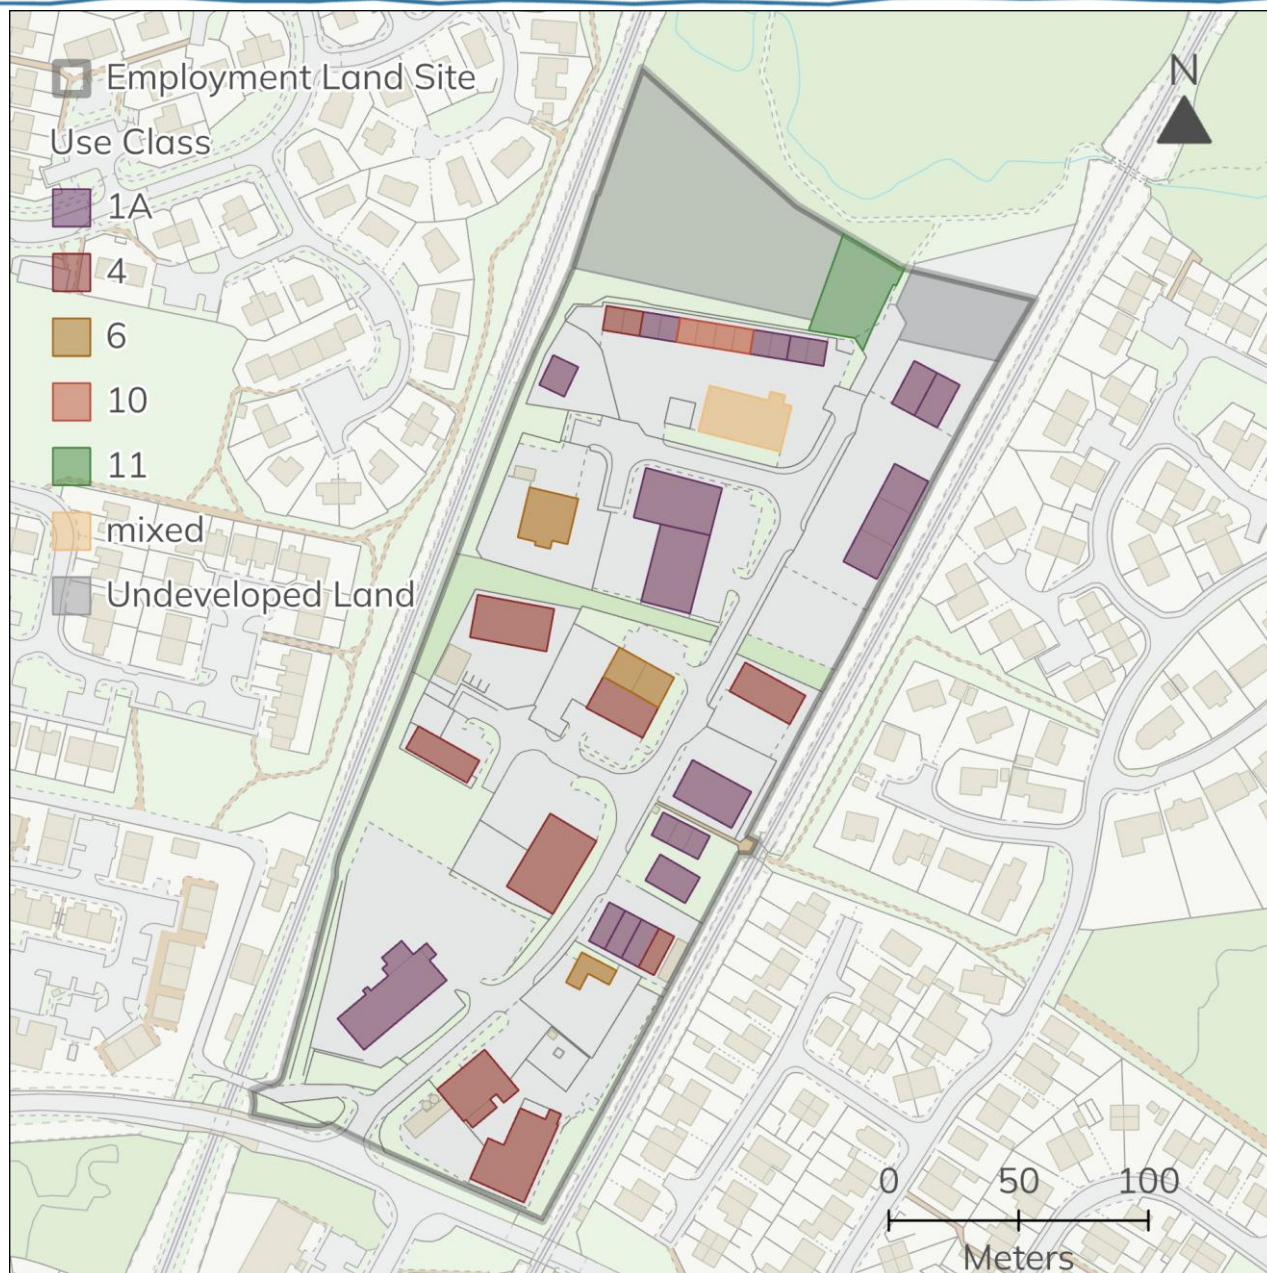 Employment Land Site
N
Use Class
1A
4
6
10
11
mixed
Undeveloped Land
0 50 100
Meters